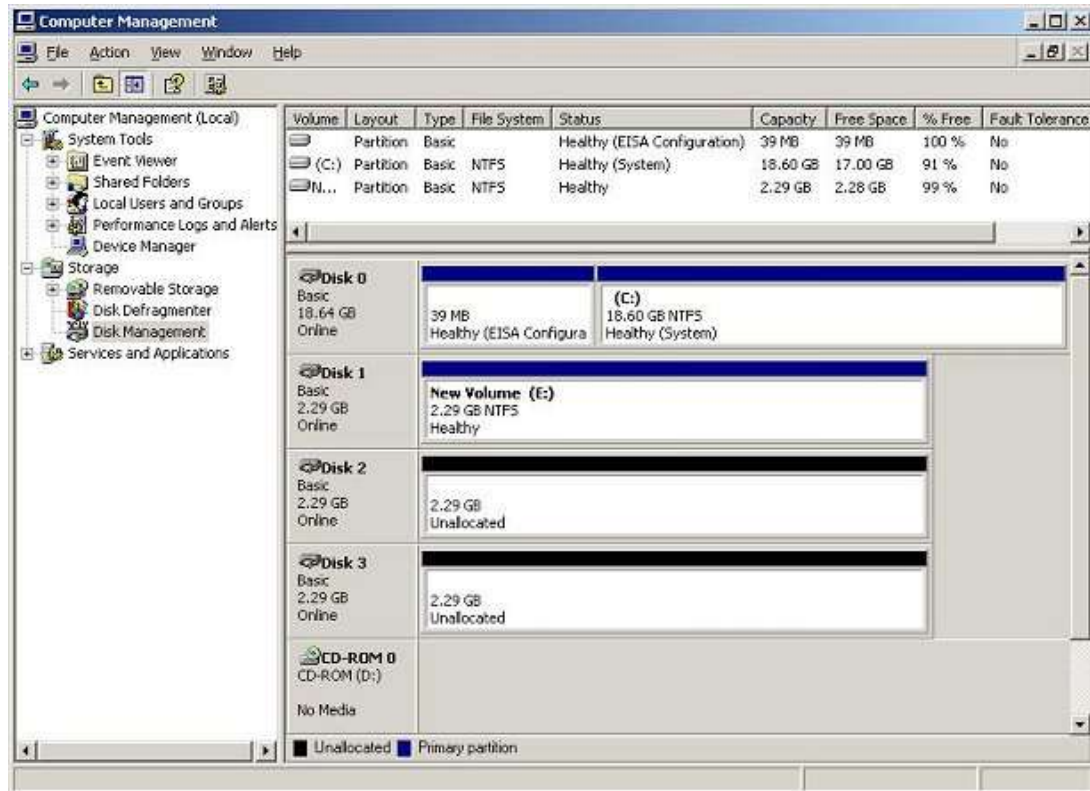 Computer Management
File Action View Window Help
Computer Management (Local)
System Tools
Event Viewer
Shared Folders
Local Users and Groups
Performance Logs and Alerts
Device Manager
Storage
Removable Storage
Disk Defragmenter
Disk Management
Services and Applications
Volume Layout Type File System Status Capacity Free Space % Free Fault Tolerance
Partition Basic Healthy (EISA Configuration) 39 MB 39 MB 100 % No
(C:) Partition Basic NTFS Healthy (System) 18.60 GB 17.00 GB 91 % No
N... Partition Basic NTFS Healthy 2.29 GB 2.28 GB 99 % No
Disk 0
Basic
18.64 GB
Online
39 MB
Healthy (EISA Configura
(C:)
18.60 GB NTFS
Healthy (System)
Disk 1
Basic
2.29 GB
Online
New Volume (E:)
2.29 GB NTFS
Healthy
Disk 2
Basic
2.29 GB
Online
2.29 GB
Unallocated
Disk 3
Basic
2.29 GB
Online
2.29 GB
Unallocated
CD-ROM 0
CD-ROM (D:)
No Media
Unallocated Primary partition